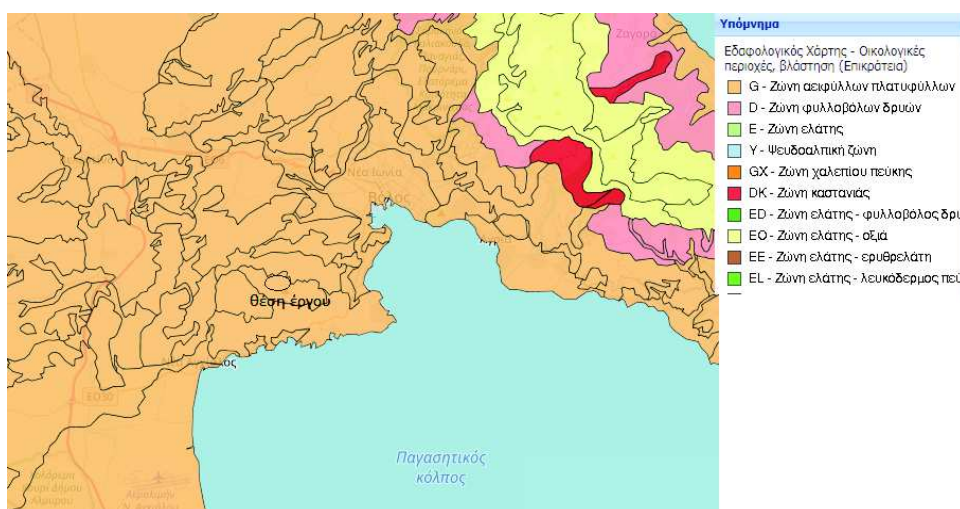 Ζαγορά
Νέα Ιωνία
Βόλος
θέση έργου
ΕΟ30
Παγασητικός
κόλπος
Υπόμνημα
Εδαφολογικός Χάρτης - Οικολογικές
περιοχές, βλάστηση (Επικράτεια)
G - Ζώνη αειφύλλων πλατυφύλλων
D - Ζώνη φυλλοβόλων δρυών
E - Ζώνη ελάτης
Y - Ψευδοαλπική ζώνη
GX - Ζώνη χαλεπίου πεύκης
DK - Ζώνη καστανιάς
ED - Ζώνη ελάτης - φυλλοβόλος δρυ
EO - Ζώνη ελάτης - οξιά
EE - Ζώνη ελάτης - ερυθρελάτη
EL - Ζώνη ελάτης - λευκόδερμος πεύ